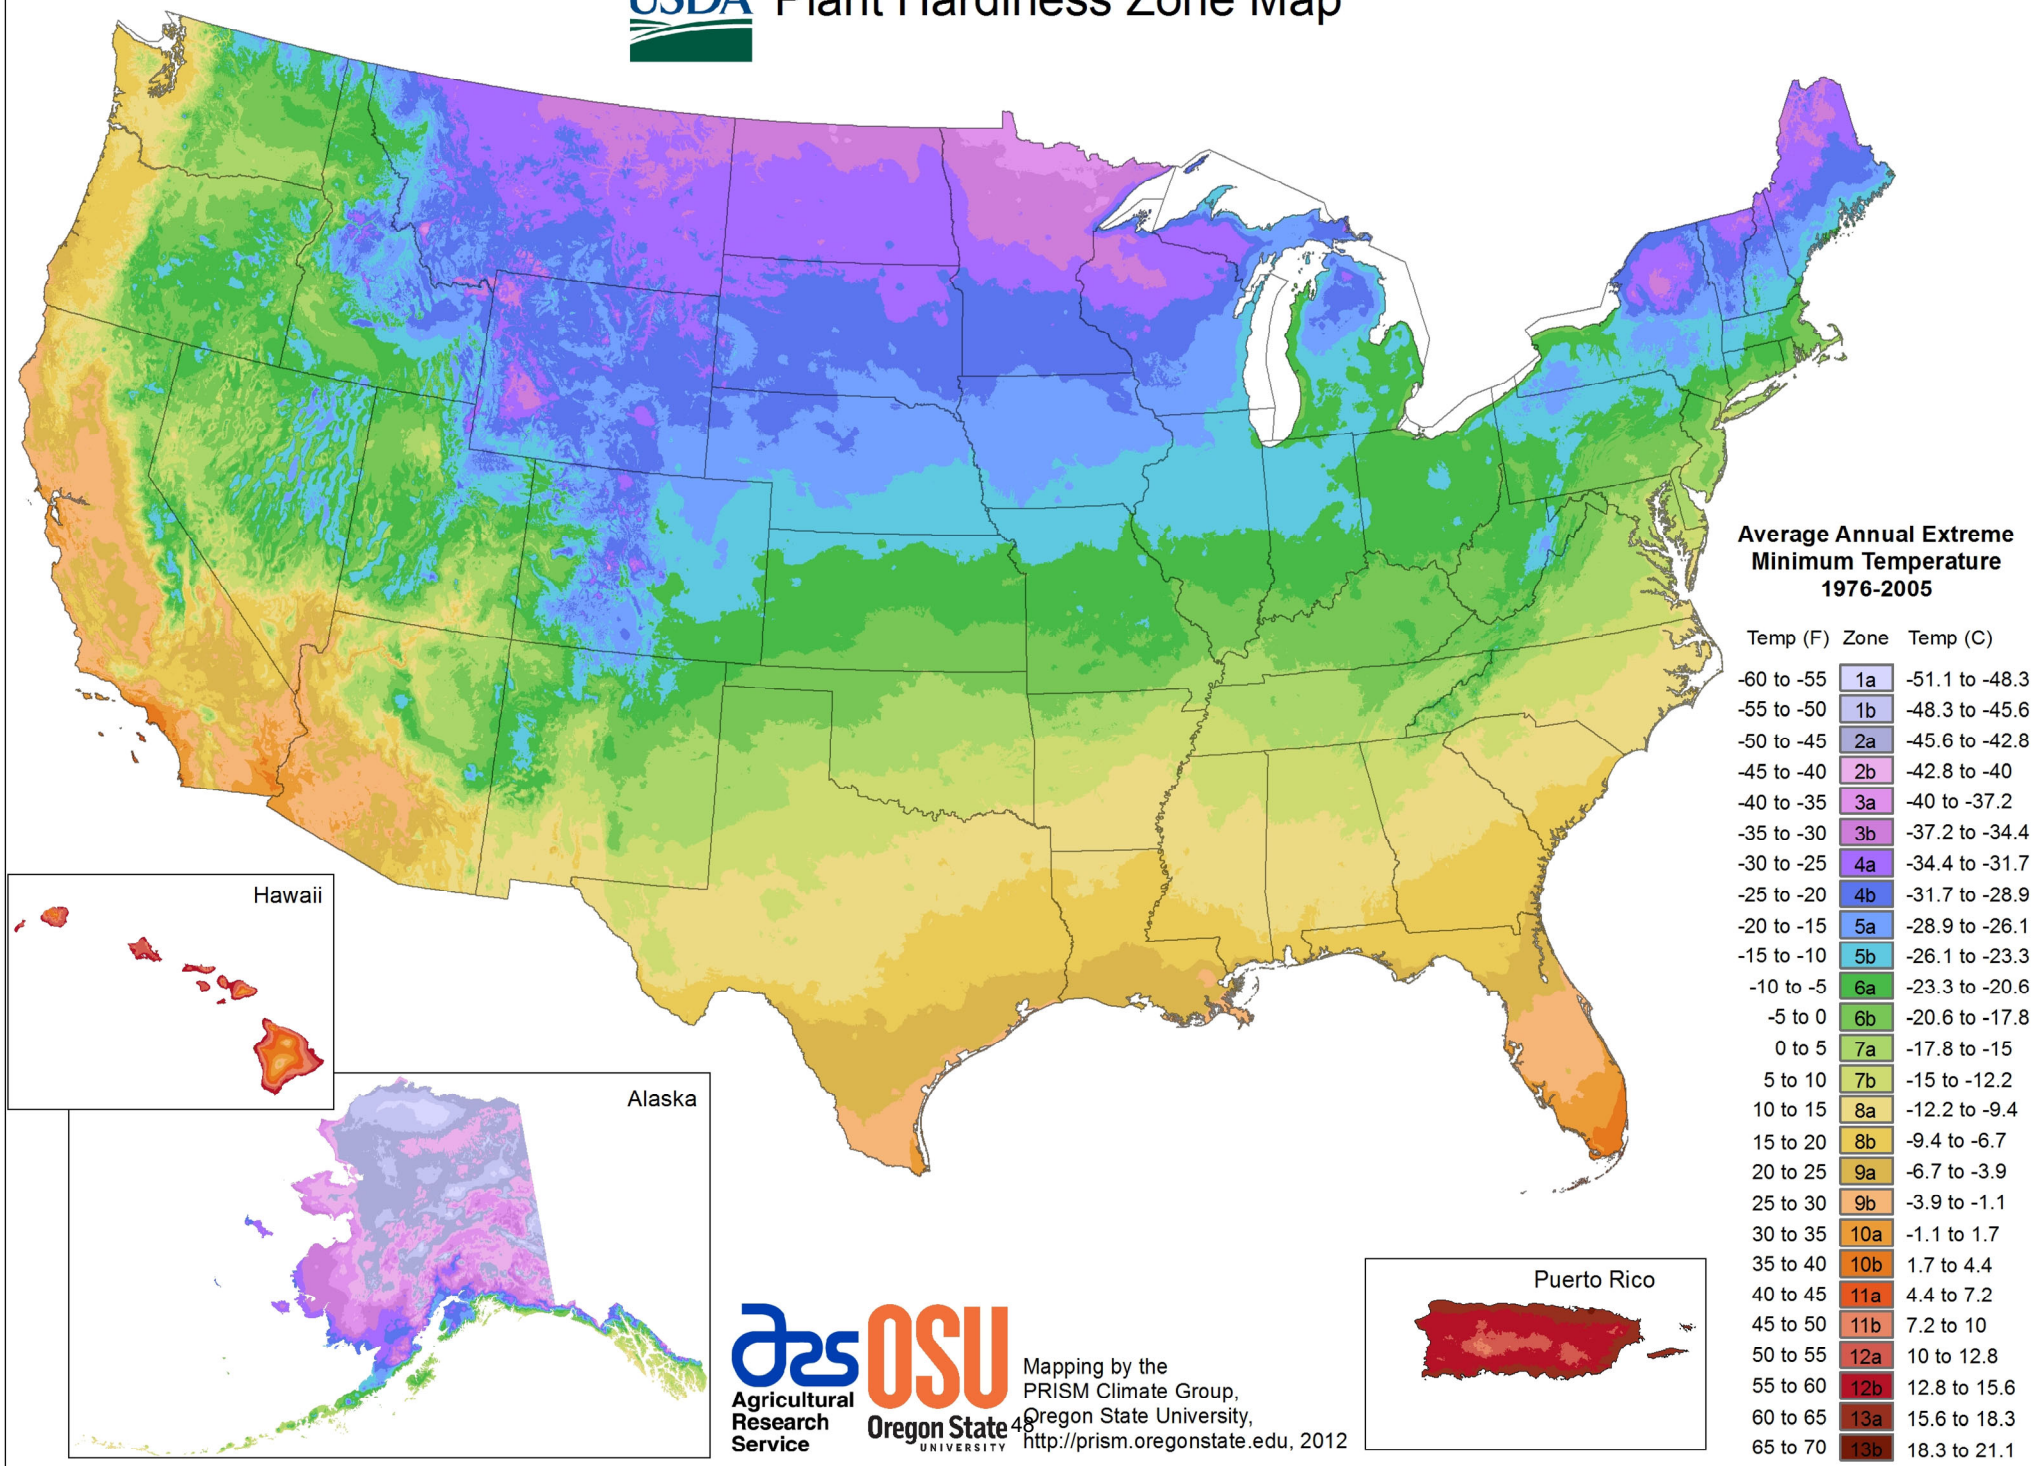 USDA Plant Hardiness Zone Map
Average Annual Extreme
Minimum Temperature
1976-2005
Temp (F) Zone Temp (C)
-60 to -55 1a -51.1 to -48.3
-55 to -50 1b -48.3 to -45.6
-50 to -45 2a -45.6 to -42.8
-45 to -40 2b -42.8 to -40
-40 to -35 3a -40 to -37.2
-35 to -30 3b -37.2 to -34.4
-30 to -25 4a -34.4 to -31.7
-25 to -20 4b -31.7 to -28.9
-20 to -15 5a -28.9 to -26.1
-15 to -10 5b -26.1 to -23.3
-10 to -5 6a -23.3 to -20.6
-5 to 0 6b -20.6 to -17.8
0 to 5 7a -17.8 to -15
5 to 10 7b -15 to -12.2
10 to 15 8a -12.2 to -9.4
15 to 20 8b -9.4 to -6.7
20 to 25 9a -6.7 to -3.9
25 to 30 9b -3.9 to -1.1
30 to 35 10a -1.1 to 1.7
35 to 40 10b 1.7 to 4.4
40 to 45 11a 4.4 to 7.2
45 to 50 11b 7.2 to 10
50 to 55 12a 10 to 12.8
55 to 60 12b 12.8 to 15.6
60 to 65 13a 15.6 to 18.3
65 to 70 13b 18.3 to 21.1
Hawaii
Alaska
Puerto Rico
ars
Agricultural
Research
Service
OSU
Oregon State
UNIVERSITY
48
Mapping by the
PRISM Climate Group,
Oregon State University,
http://prism.oregonstate.edu, 2012